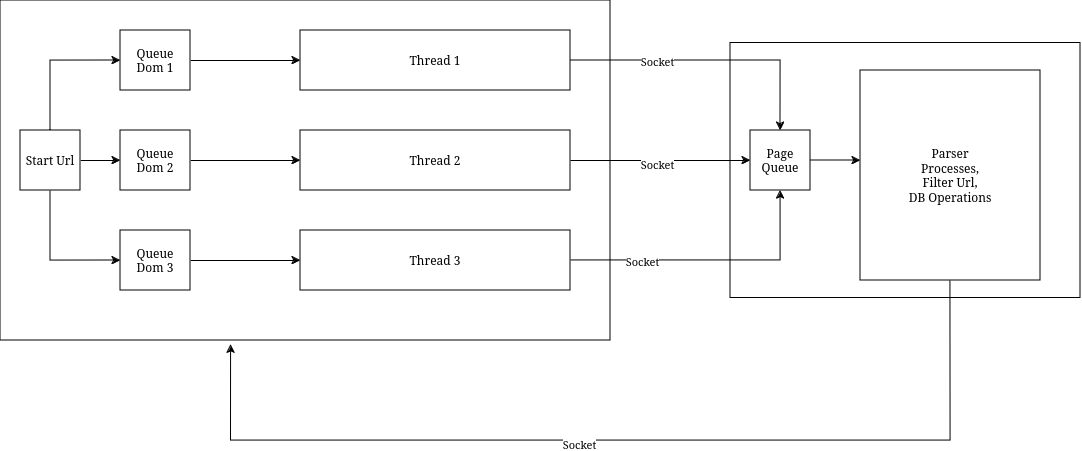 Queue
Dom 1
Thread 1
Socket
Start Url
Queue
Dom 2
Thread 2
Socket
Page
Queue
Parser
Processes,
Filter Url,
DB Operations
Queue
Dom 3
Thread 3
Socket
Socket